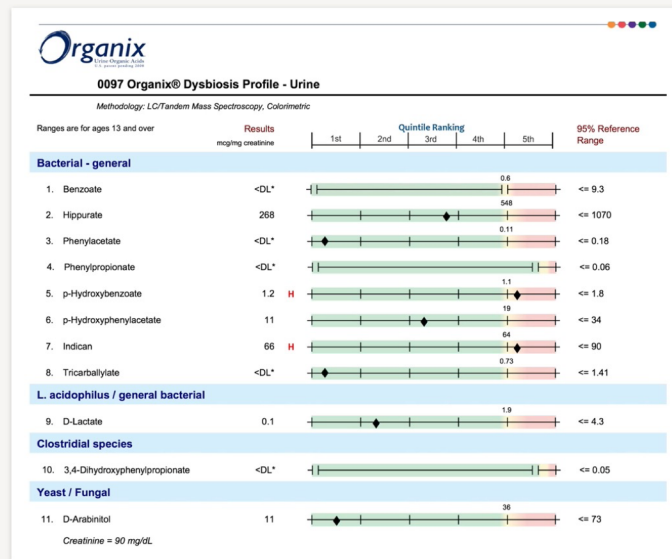 Organix
Urine Organic Acids
U.S. patent pending 2008
0097 Organix® Dysbiosis Profile - Urine
Methodology: LC/Tandem Mass Spectroscopy, Colorimetric
Ranges are for ages 13 and over Results Quintile Ranking 95% Reference
mcg/mg creatinine 1st 2nd 3rd 4th 5th Range
Bacterial - general
0.6
1. Benzoate <DL* <= 9.3
548
2. Hippurate 268 <= 1070
0.11
3. Phenylacetate <DL* <= 0.18
4. Phenylpropionate <DL* <= 0.06
1.1
5. p-Hydroxybenzoate 1.2 H <= 1.8
19
6. p-Hydroxyphenylacetate 11 <= 34
64
7. Indican 66 H <= 90
0.73
8. Tricarballylate <DL* <= 1.41
L. acidophilus / general bacterial
1.9
9. D-Lactate 0.1 <= 4.3
Clostridial species
10. 3,4-Dihydroxyphenylpropionate <DL* <= 0.05
Yeast / Fungal
36
11. D-Arabinitol 11 <= 73
Creatinine = 90 mg/dL